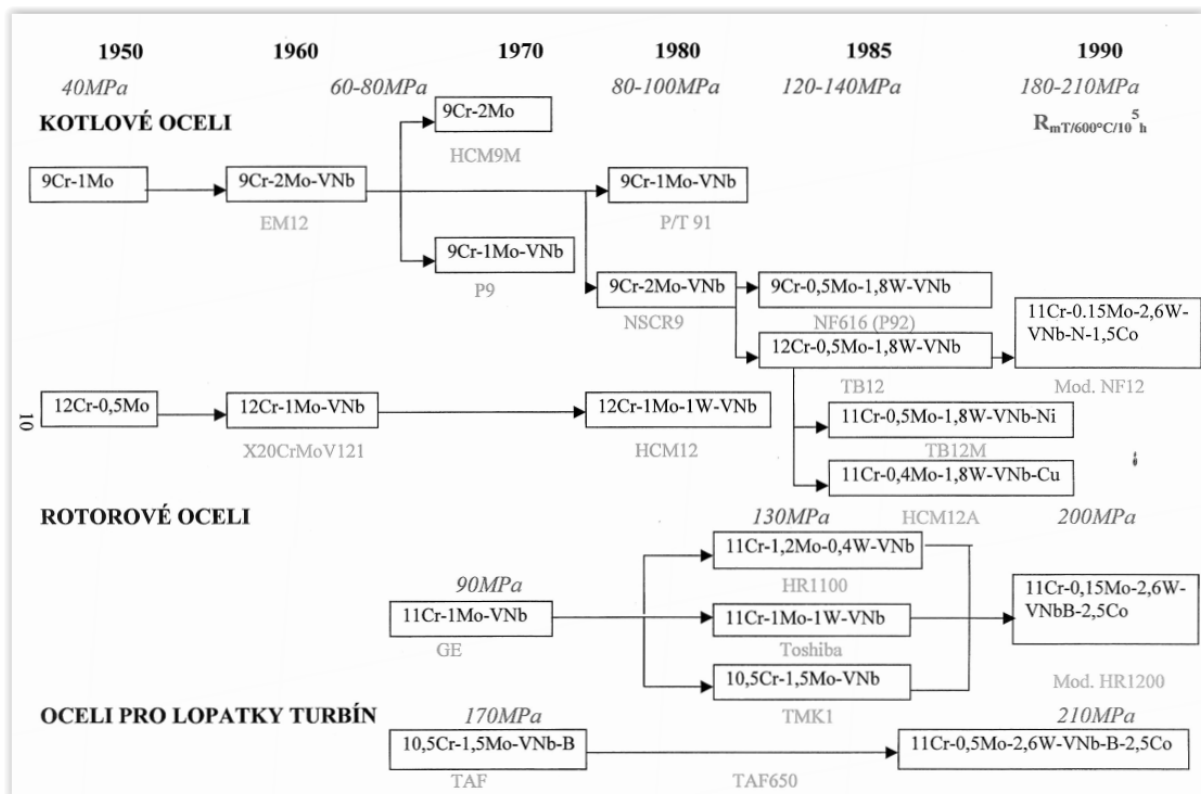 1950 1960 1970 1980 1985 1990
40MPa 60-80MPa 80-100MPa 120-140MPa 180-210MPa
KOTLOVÉ OCELI
9Cr-2Mo
RmT/600°C/10⁵h
HCM9M
9Cr-1Mo
9Cr-2Mo-VNb
9Cr-1Mo-VNb
EM12
P/T 91
9Cr-1Mo-VNb
P9
9Cr-2Mo-VNb
9Cr-0,5Mo-1,8W-VNb
NSCR9
NF616 (P92)
11Cr-0.15Mo-2,6W-
VNb-N-1,5Co
12Cr-0,5Mo-1,8W-VNb
TB12
Mod. NF12
10
12Cr-0,5Mo
12Cr-1Mo-VNb
12Cr-1Mo-1W-VNb
11Cr-0,5Mo-1,8W-VNb-Ni
X20CrMoV121
HCM12
TB12M
11Cr-0,4Mo-1,8W-VNb-Cu
HCM12A
ROTOROVÉ OCELI
130MPa
200MPa
11Cr-1,2Mo-0,4W-VNb
HR1100
90MPa
11Cr-1Mo-VNb
GE
11Cr-1Mo-1W-VNb
Toshiba
11Cr-0,15Mo-2,6W-
VNbB-2,5Co
10,5Cr-1,5Mo-VNb
TMK1
Mod. HR1200
OCELI PRO LOPATKY TURBÍN
170MPa
210MPa
10,5Cr-1,5Mo-VNb-B
11Cr-0,5Mo-2,6W-VNb-B-2,5Co
TAF
TAF650